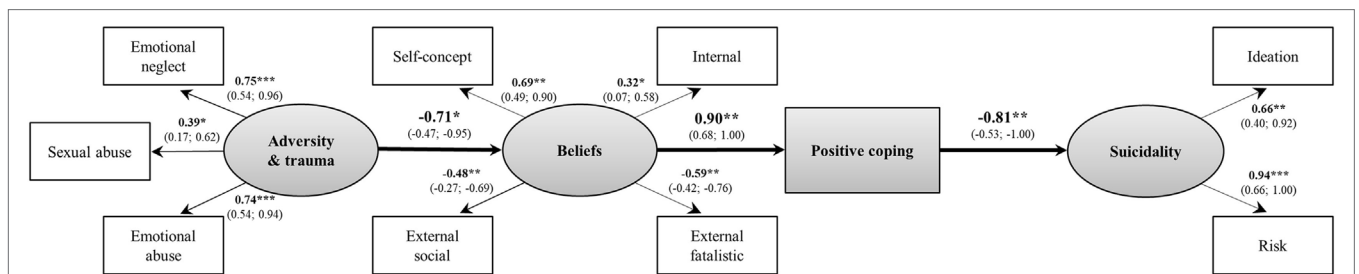 Emotional
neglect
0.75***
(0.54; 0.96)
Sexual abuse
0.39*
(0.17; 0.62)
Adversity
& trauma
0.74***
(0.54; 0.94)
Emotional
abuse
-0.71*
(-0.47; -0.95)
Self-concept
0.69**
(0.49; 0.90)
Internal
0.32*
(0.07; 0.58)
Beliefs
-0.48**
(-0.27; -0.69)
External
social
-0.59**
(-0.42; -0.76)
External
fatalistic
0.90**
(0.68; 1.00)
Positive coping
-0.81**
(-0.53; -1.00)
Suicidality
Ideation
0.66**
(0.40; 0.92)
0.94***
(0.66; 1.00)
Risk